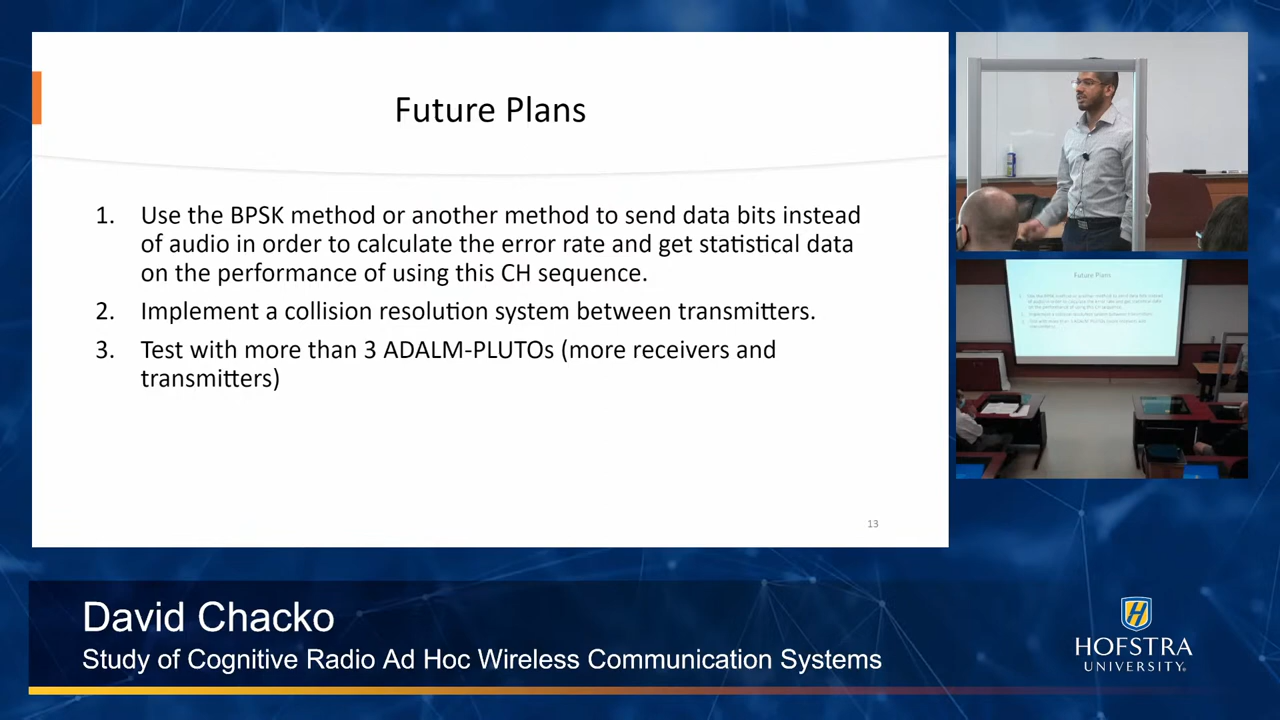 Future Plans
1. Use the BPSK method or another method to send data bits instead
of audio in order to calculate the error rate and get statistical data
on the performance of using this CH sequence.
2. Implement a collision resolution system between transmitters.
3. Test with more than 3 ADALM-PLUTOs (more receivers and
transmitters)
13
Future Plans
David Chacko
Study of Cognitive Radio Ad Hoc Wireless Communication Systems
HOFSTRA
UNIVERSITY®